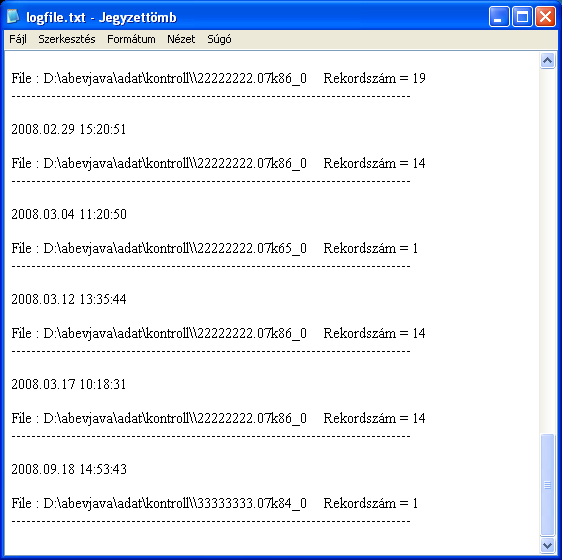 logfile.txt - Jegyzettömb
Fájl Szerkesztés Formátum Nézet Súgó
File : D:\abevjava\adat\kontroll\\22222222.07k86_0 Rekordszám = 19
--------------------------------------------------------------------------------
2008.02.29 15:20:51
File : D:\abevjava\adat\kontroll\\22222222.07k86_0 Rekordszám = 14
--------------------------------------------------------------------------------
2008.03.04 11:20:50
File : D:\abevjava\adat\kontroll\\22222222.07k65_0 Rekordszám = 1
--------------------------------------------------------------------------------
2008.03.12 13:35:44
File : D:\abevjava\adat\kontroll\\22222222.07k86_0 Rekordszám = 14
--------------------------------------------------------------------------------
2008.03.17 10:18:31
File : D:\abevjava\adat\kontroll\\22222222.07k86_0 Rekordszám = 14
--------------------------------------------------------------------------------
2008.09.18 14:53:43
File : D:\abevjava\adat\kontroll\\33333333.07k84_0 Rekordszám = 1
--------------------------------------------------------------------------------